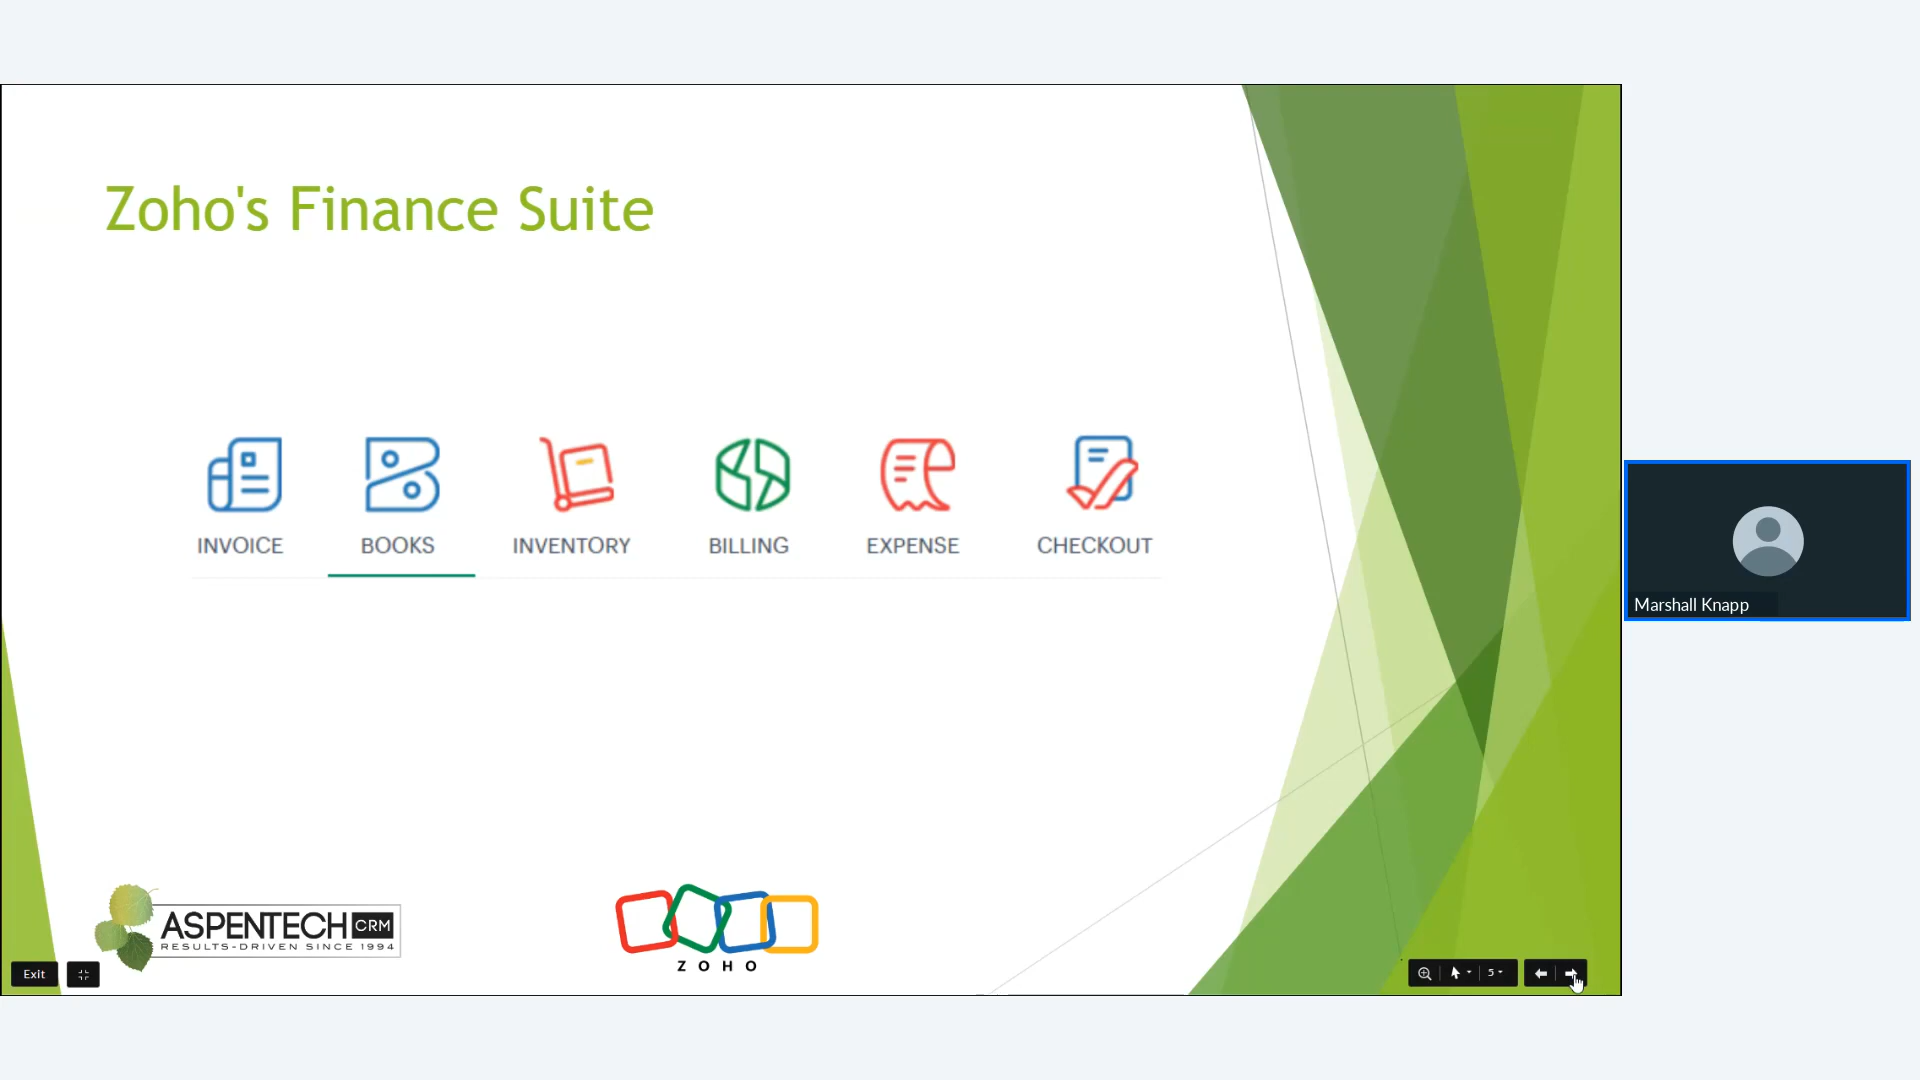 Zoho's Finance Suite
INVOICE BOOKS INVENTORY BILLING EXPENSE CHECKOUT
Marshall Knapp
ASPENTECH CRM
RESULTS-DRIVEN SINCE 1994
ZOHO
Exit
5